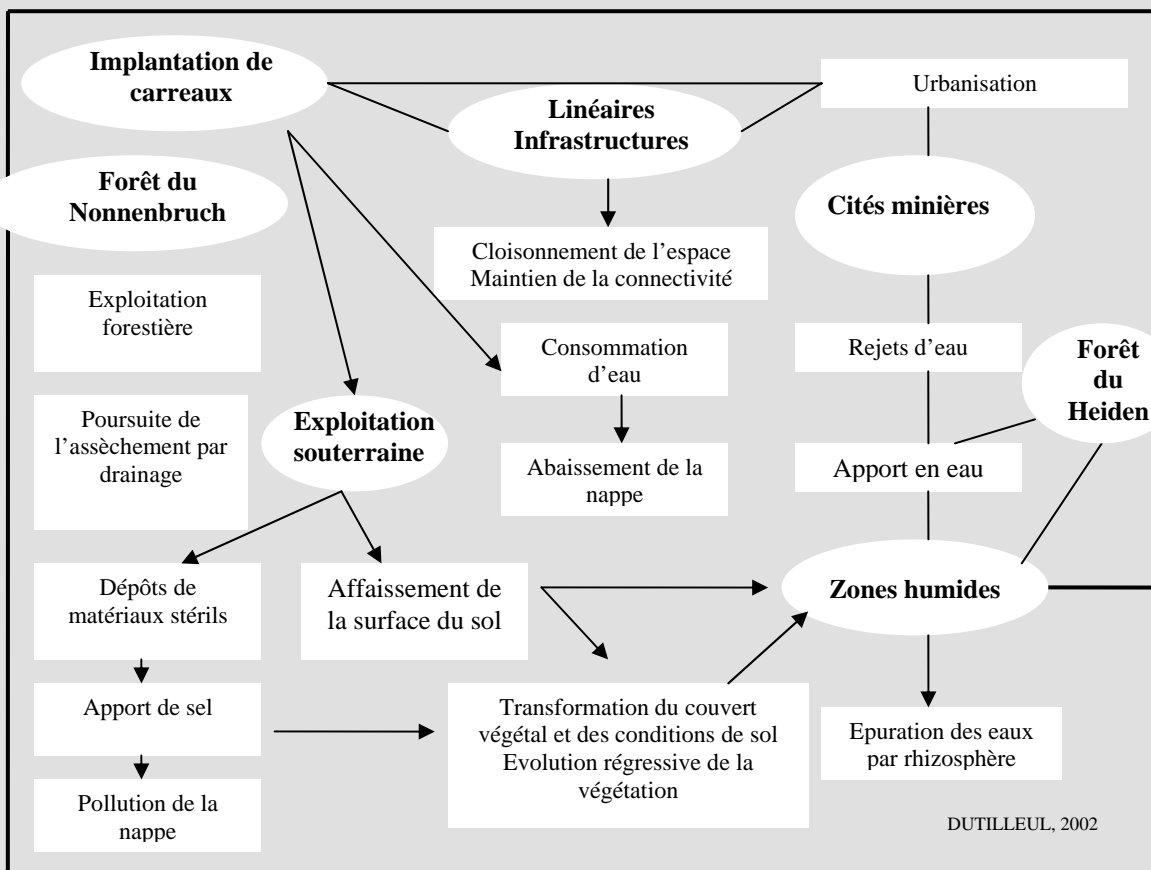 Implantation de
carreaux
Linéaires
Infrastructures
Urbanisation
Forêt du
Nonnenbruch
Cités minières
Cloisonnement de l’espace
Maintien de la connectivité
Exploitation
forestière
Consommation
d’eau
Rejets d’eau
Forêt
du
Heiden
Poursuite de
l’assèchement par
drainage
Exploitation
souterraine
Abaissement de la
nappe
Apport en eau
Dépôts de
matériaux stérils
Affaissement de
la surface du sol
Zones humides
Apport de sel
Transformation du couvert
végétal et des conditions de sol
Evolution régressive de la
végétation
Epuration des eaux
par rhizosphère
Pollution de la
nappe
DUTILLEUL, 2002